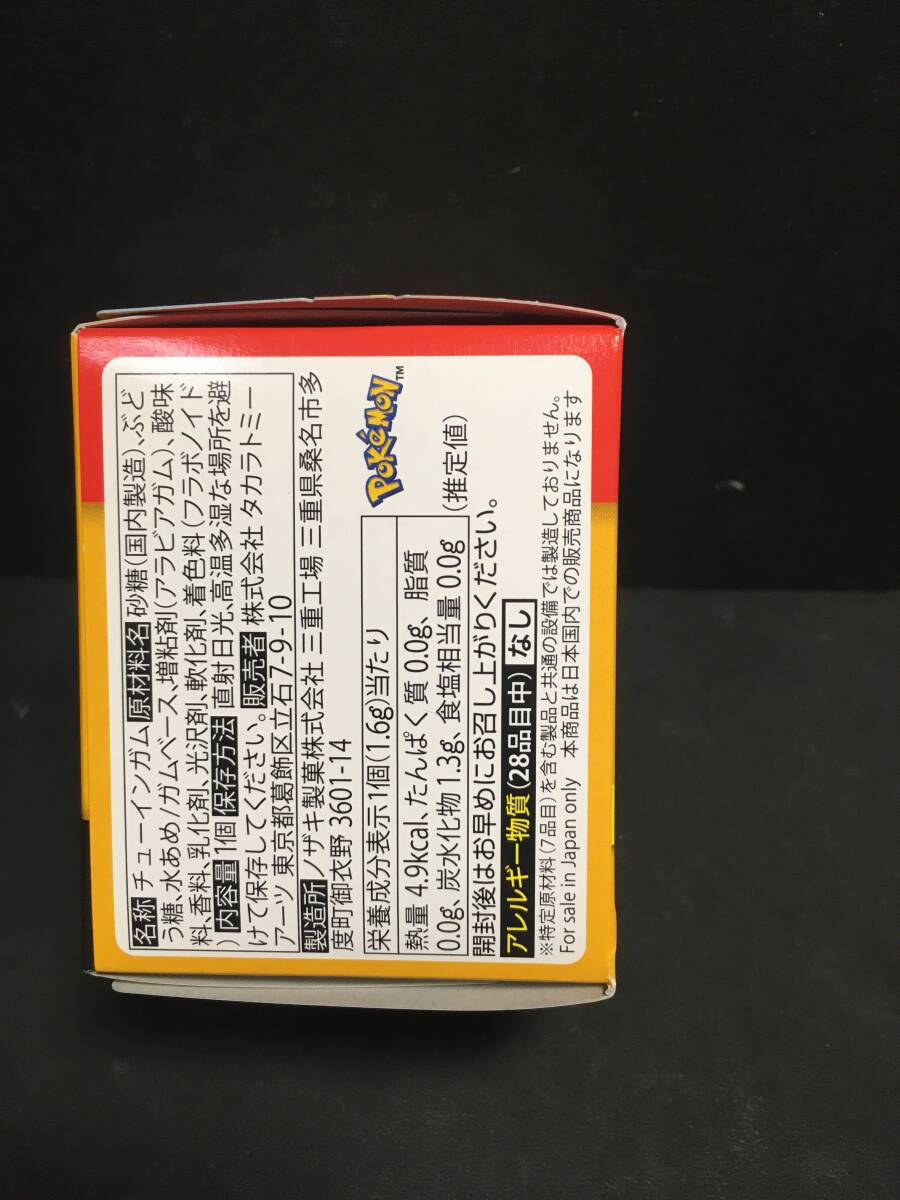 名称 チューインガム 原材料名 砂糖(国内製造)、ぶど
う糖、水あめ/ガムベース、増粘剤(アラビアガム)、酸味
料、香料、乳化剤、光沢剤、軟化剤、着色料(フラボノイド
) 内容量 1個 保存方法 直射日光、高温多湿な場所を避
けて保存してください。 販売者 株式会社 タカラトミー
アーツ 東京都葛飾区立石7-9-10
製造所 ノザキ製菓株式会社 三重工場 三重県桑名市多
度町御衣野 3601-14
栄養成分表示1個(1.6g)当たり
熱量 4.9kcal、たんぱく質 0.0g、脂質
0.0g、炭水化物 1.3g、食塩相当量 0.0g
(推定値)
POKéMON™
開封後はお早めにお召し上がりください。
アレルギー物質(28品目中) なし
※特定原材料(7品目)を含む製品と共通の設備では製造しておりません。
For sale in Japan only 本商品は日本国内での販売商品になります